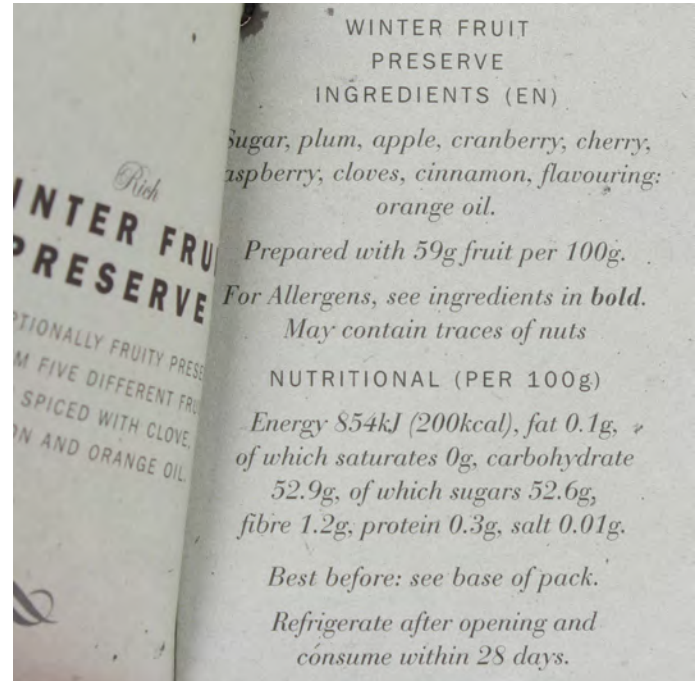 WINTER FRUIT
PRESERVE
INGREDIENTS (EN)
Sugar, plum, apple, cranberry, cherry,
aspberry, cloves, cinnamon, flavouring:
orange oil.
Prepared with 59g fruit per 100g.
For Allergens, see ingredients in bold.
May contain traces of nuts
NUTRITIONAL (PER 100g)
Energy 854kJ (200kcal), fat 0.1g,
of which saturates 0g, carbohydrate
52.9g, of which sugars 52.6g,
fibre 1.2g, protein 0.3g, salt 0.01g.
Best before: see base of pack.
Refrigerate after opening and
consume within 28 days.
Rich
INTER FRU
PRESERVE
PTIONALLY FRUITY PRESE
M FIVE DIFFERENT FRU
SPICED WITH CLOVE,
ON AND ORANGE OIL.